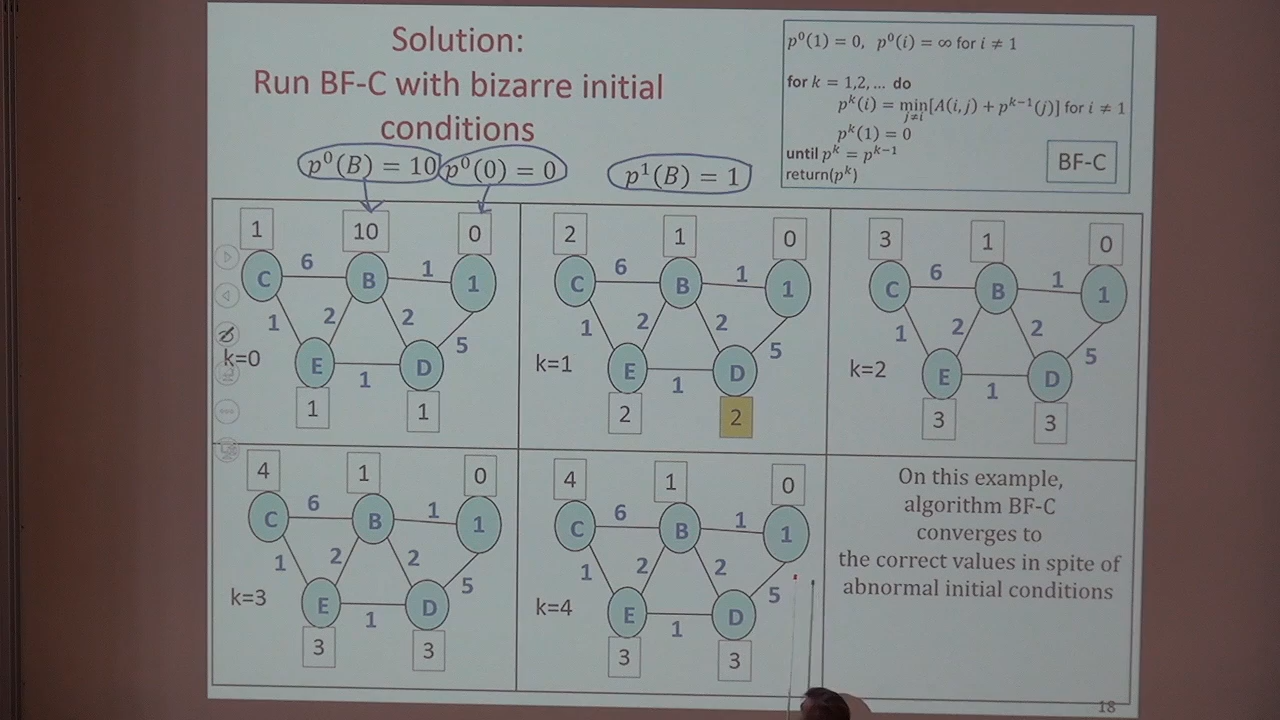 Solution:
Run BF-C with bizarre initial
conditions
p⁰(B) = 10 p⁰(0) = 0 p¹(B) = 1
p⁰(1) = 0, p⁰(i) = ∞ for i ≠ 1
for k = 1,2, ... do
pᵏ(i) = min_{j≠i}[A(i,j) + pᵏ⁻¹(j)] for i ≠ 1
pᵏ(1) = 0
until pᵏ = pᵏ⁻¹
return(pᵏ)
BF-C
1 10 0
C 6 B 1 1
1 2 2 5
k=0 E 1 D
1 1
2 1 0
C 6 B 1 1
1 2 2 5
k=1 E 1 D
2 2
3 1 0
C 6 B 1 1
1 2 2 5
k=2 E 1 D
3 3
4 1 0
C 6 B 1 1
1 2 2 5
k=3 E 1 D
3 3
4 1 0
C 6 B 1 1
1 2 2 5
k=4 E 1 D
3 3
On this example,
algorithm BF-C
converges to
the correct values in spite of
abnormal initial conditions
18